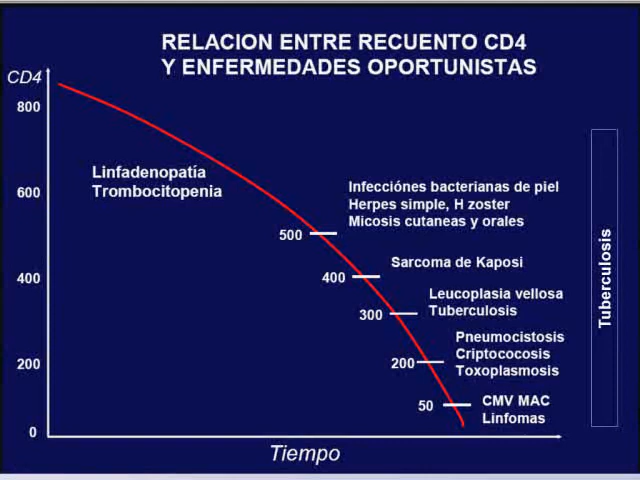 RELACION ENTRE RECUENTO CD4
Y ENFERMEDADES OPORTUNISTAS
CD4
800
600
400
200
0
Linfadenopatía
Trombocitopenia
Infecciónes bacterianas de piel
Herpes simple, H zoster
Micosis cutaneas y orales
500
Sarcoma de Kaposi
400
Leucoplasia vellosa
Tuberculosis
300
Pneumocistosis
Criptococosis
Toxoplasmosis
200
CMV MAC
Linfomas
50
Tuberculosis
Tiempo